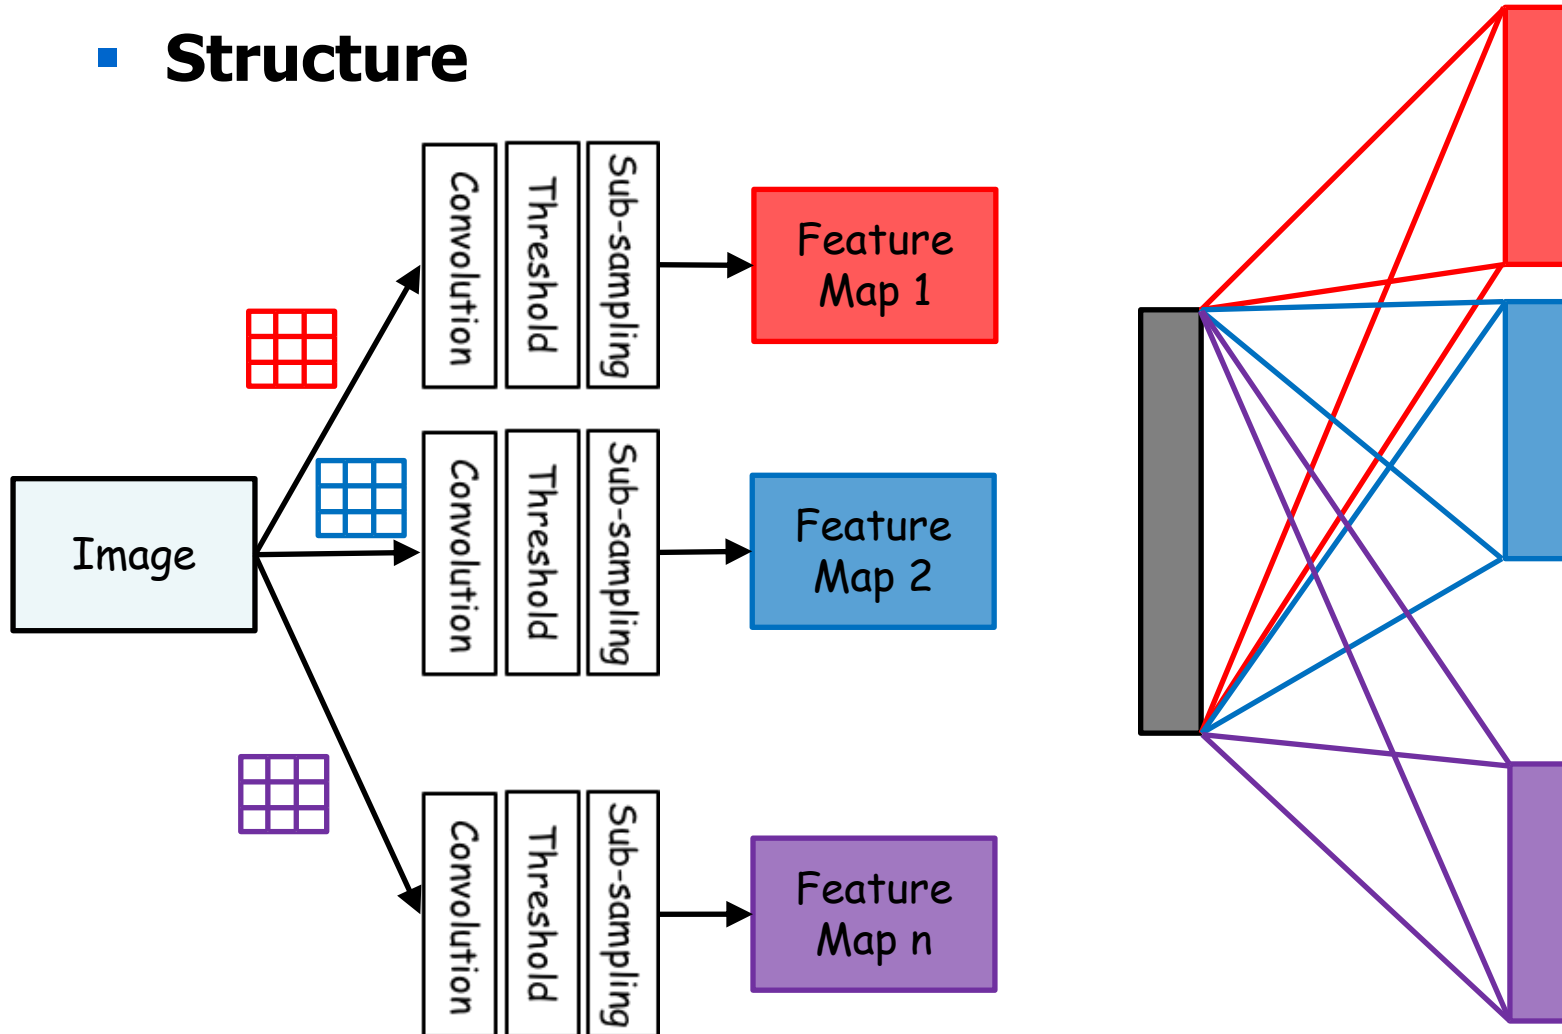 Structure
Convolution
Threshold
Sub-sampling
Feature
Map 1
Image
Convolution
Threshold
Sub-sampling
Feature
Map 2
Convolution
Threshold
Sub-sampling
Feature
Map n